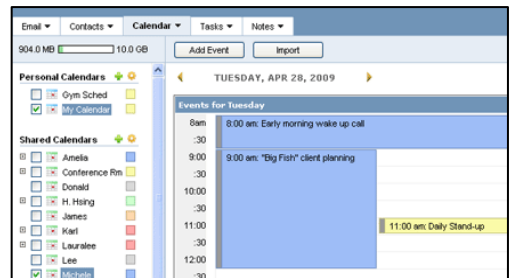 Email ▾ Contacts ▾ Calendar ▾ Tasks ▾ Notes ▾
904.0 MB 10.0 GB Add Event Import
Personal Calendars
Gym Sched
My Calendar
Shared Calendars
Amelia
Conference Rm
Donald
H. Hsing
James
Karl
Lauralee
Lee
Michele
TUESDAY, APR 28, 2009
Events for Tuesday
8am 8:00 am: Early morning wake up call
:30
9:00 9:00 am: "Big Fish" client planning
:30
10:00
:30
11:00 11:00 am: Daily Stand-up
:30
12:00
:30